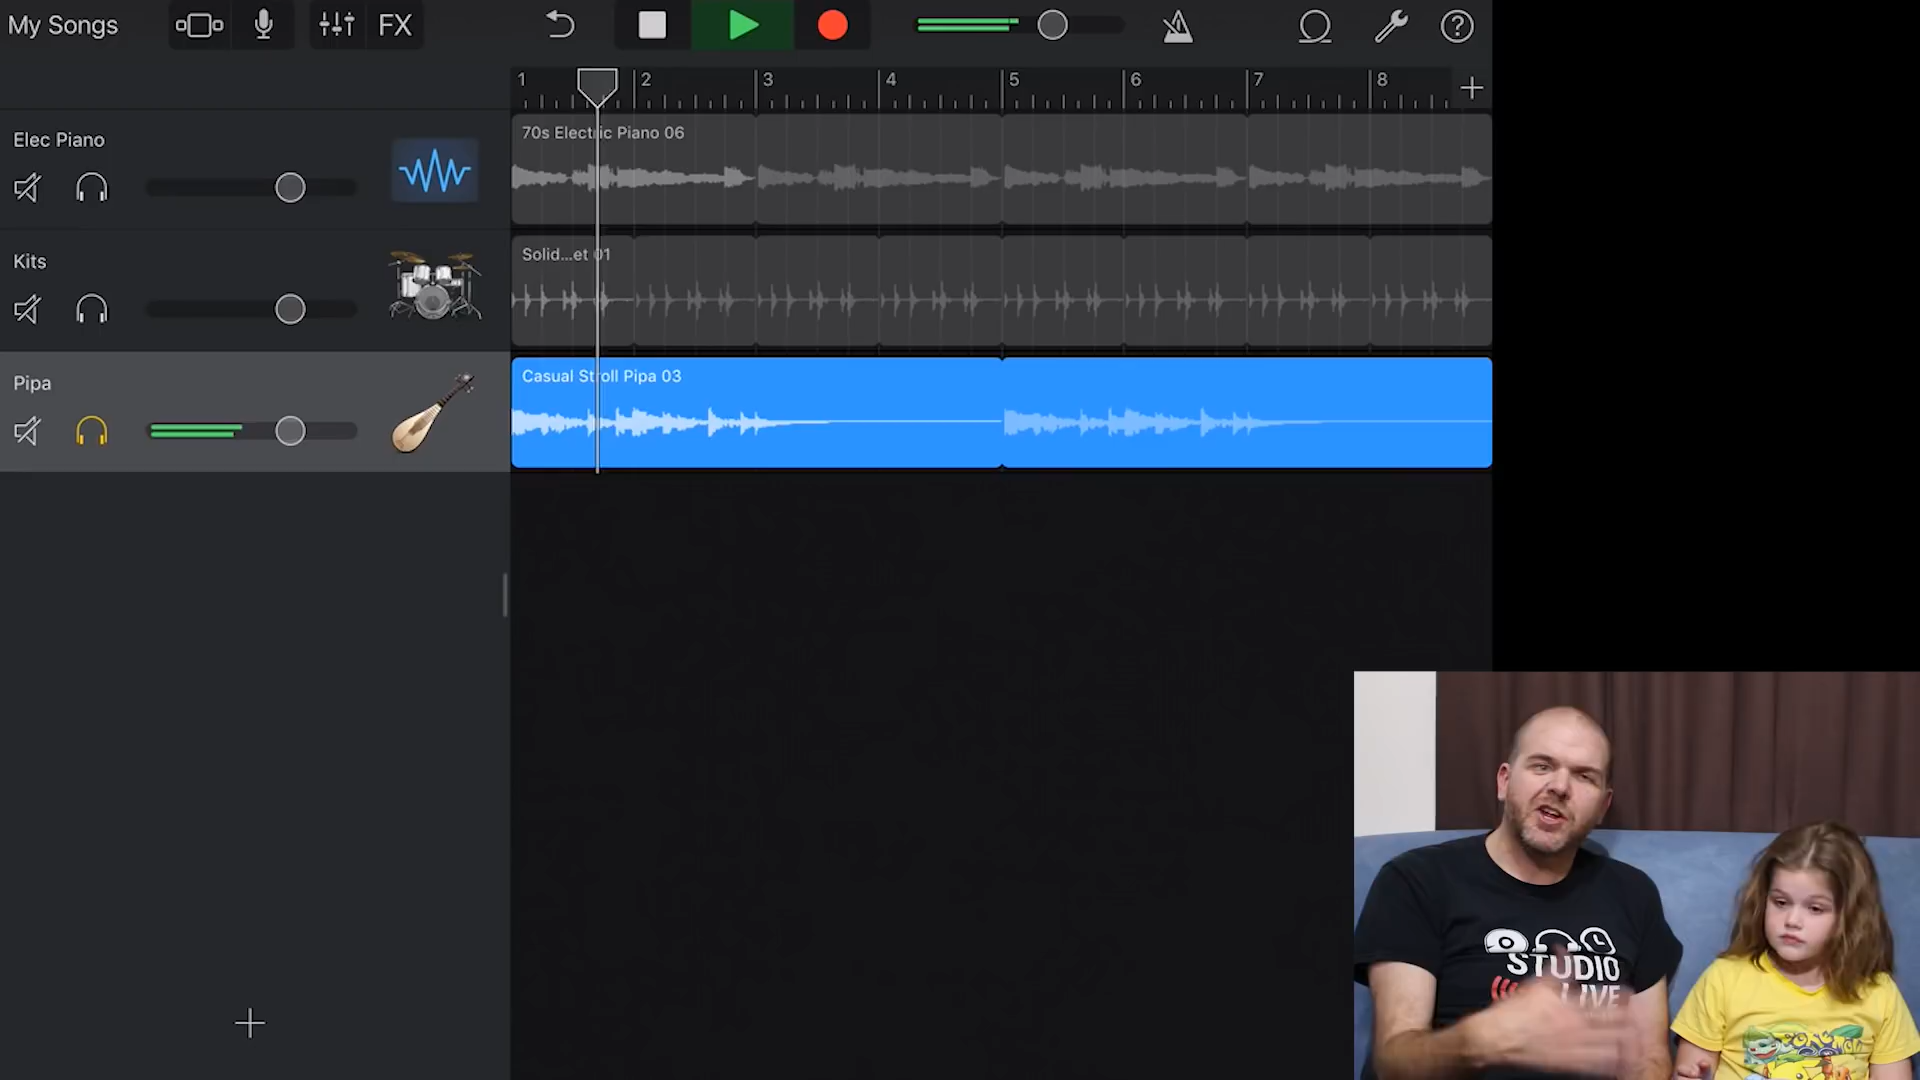 My Songs
FX
1 2 3 4 5 6 7 8
Elec Piano
70s Electric Piano 06
Kits
Solid...et 01
Pipa
Casual Stroll Pipa 03
STUDIO
LIVE